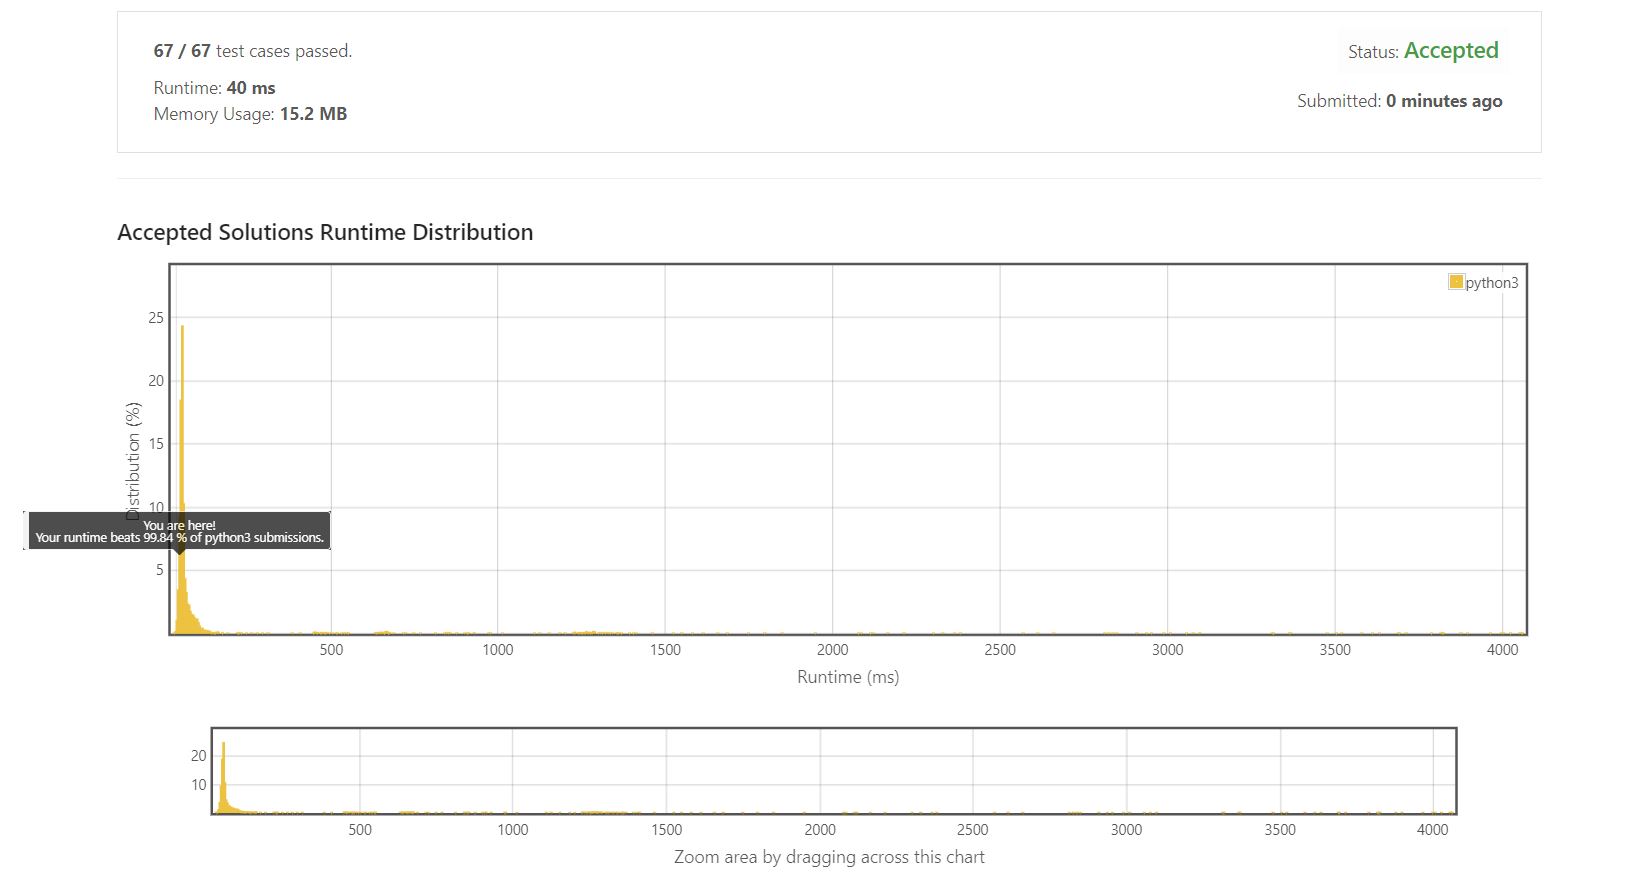 67 / 67 test cases passed.
Status: Accepted
Runtime: 40 ms
Memory Usage: 15.2 MB
Submitted: 0 minutes ago
Accepted Solutions Runtime Distribution
python3
25
20
15
10
5
Distribution (%)
You are here!
Your runtime beats 99.84 % of python3 submissions.
500 1000 1500 2000 2500 3000 3500 4000
Runtime (ms)
20
10
500 1000 1500 2000 2500 3000 3500 4000
Zoom area by dragging across this chart